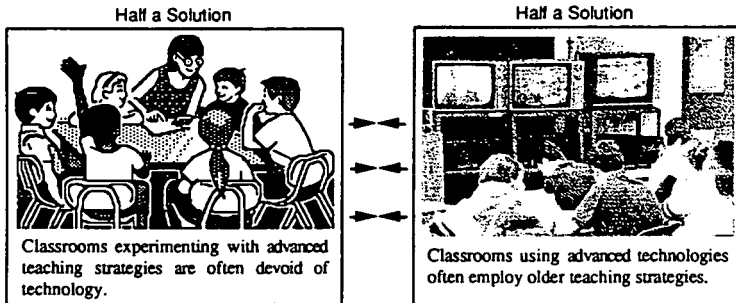 Half a Solution
Classrooms experimenting with advanced
teaching strategies are often devoid of
technology.
Half a Solution
Classrooms using advanced technologies
often employ older teaching strategies.